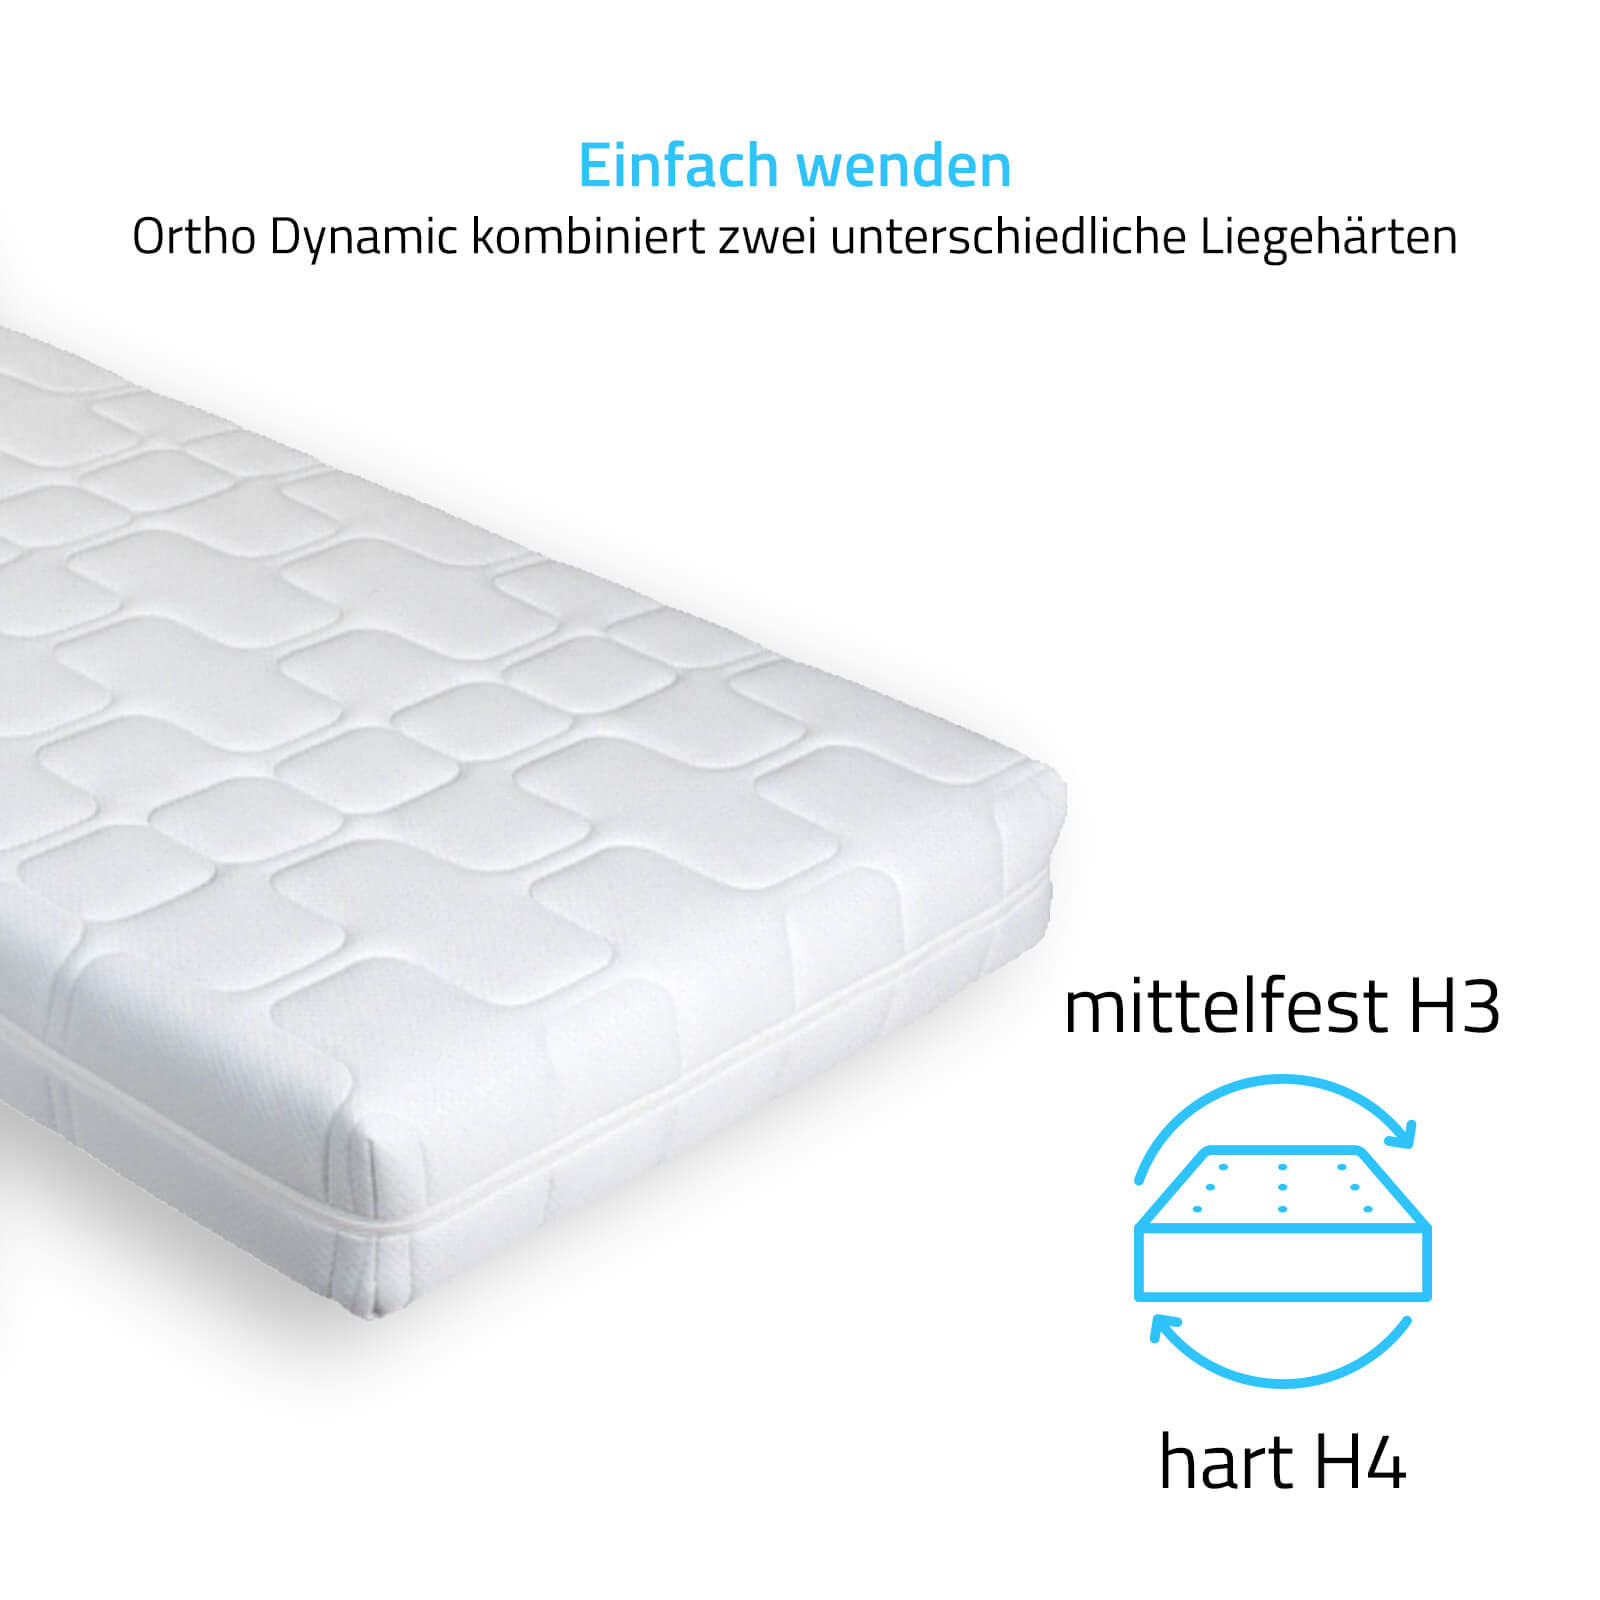 Einfach wenden
Ortho Dynamic kombiniert zwei unterschiedliche Liegehärten
mittelfest H3
hart H4